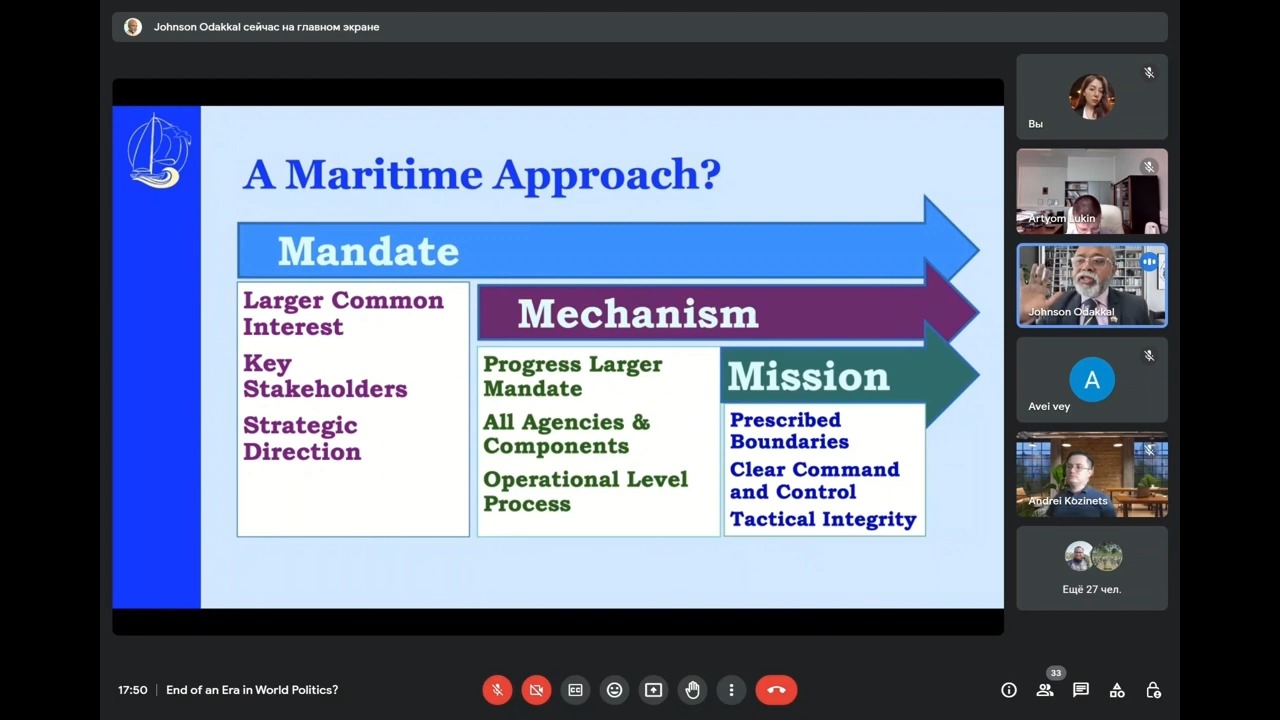 Johnson Odakkal сейчас на главном экране
A Maritime Approach?
Mandate
Larger Common
Interest
Key
Stakeholders
Strategic
Direction
Mechanism
Progress Larger
Mandate
All Agencies &
Components
Operational Level
Process
Mission
Prescribed
Boundaries
Clear Command
and Control
Tactical Integrity
Вы
Artyom Lukin
Johnson Odakkal
A
Avei vey
Andrei Kozinets
Ещё 27 чел.
17:50
End of an Era in World Politics?
33